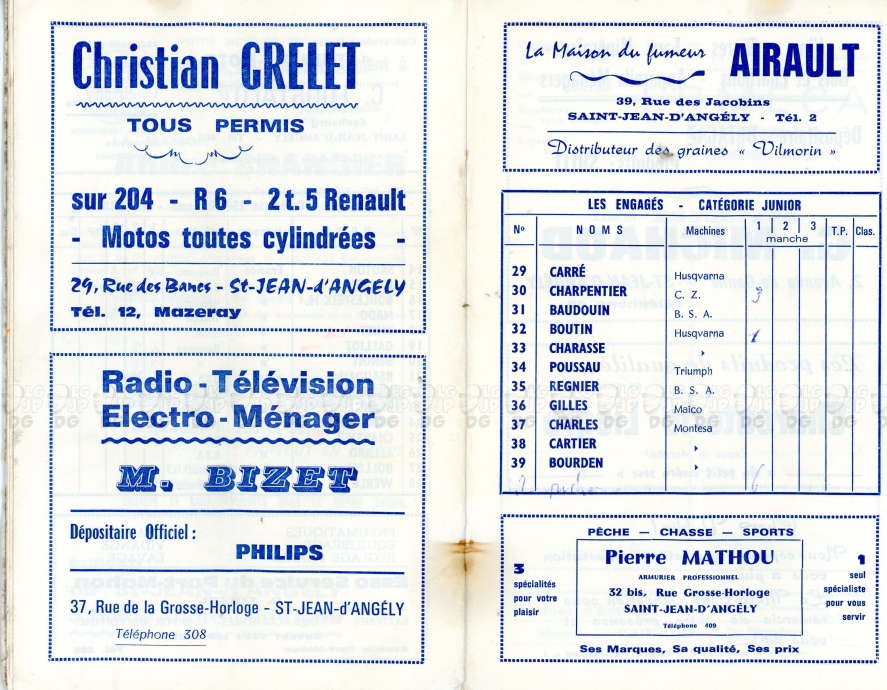 Christian GRELET
TOUS PERMIS
sur 204 - R 6 - 2 t. 5 Renault
- Motos toutes cylindrées -
29, Rue des Bancs - St-JEAN-d'ANGELY
Tél. 12, Mazeray
Radio - Télévision
Electro - Ménager
M. BIZET
Dépositaire Officiel :
PHILIPS
37, Rue de la Grosse-Horloge - ST-JEAN-d'ANGÉLY
Téléphone 308
La Maison du fumeur AIRAULT
39, Rue des Jacobins
SAINT-JEAN-D'ANGÉLY - Tél. 2
Distributeur des graines « Vilmorin »
LES ENGAGÉS - CATÉGORIE JUNIOR
No NOMS Machines 1 2 3 manche T.P. Clas.
29 CARRÉ Husqvarna
30 CHARPENTIER C. Z. 3
31 BAUDOUIN B. S. A.
32 BOUTIN Husqvarna 1
33 CHARASSE »
34 POUSSAU Triumph
35 REGNIER B. S. A.
36 GILLES Maïco
37 CHARLES Montesa
38 CARTIER »
39 BOURDEN »
PÊCHE — CHASSE — SPORTS
3
spécialités
pour votre
plaisir
Pierre MATHOU
ARMURIER PROFESSIONNEL
32 bis, Rue Grosse-Horloge
SAINT-JEAN-D'ANGÉLY
Téléphone 409
1
seul
spécialiste
pour vous
servir
Ses Marques, Sa qualité, Ses prix